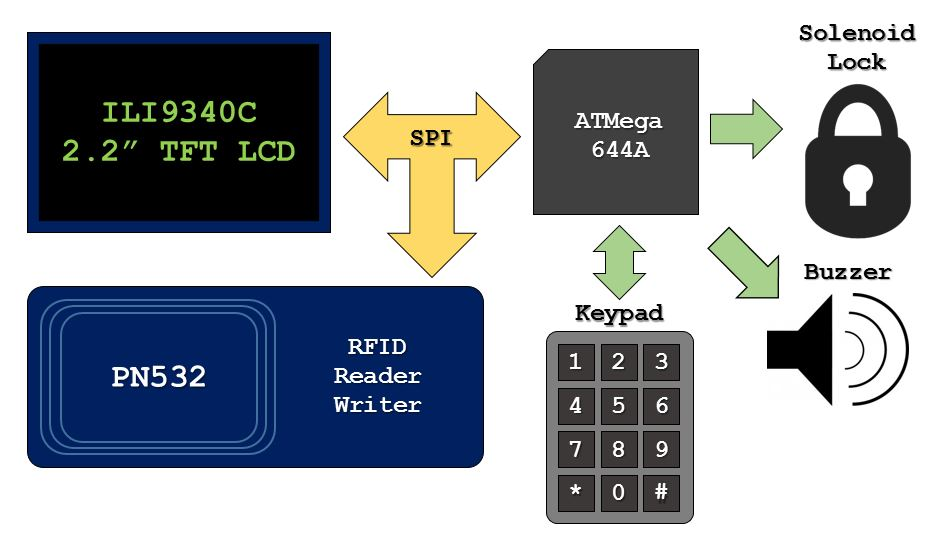 ILI9340C
2.2” TFT LCD
SPI
ATMega
644A
Solenoid
Lock
Buzzer
PN532
RFID
Reader
Writer
Keypad
1 2 3
4 5 6
7 8 9
* 0 #